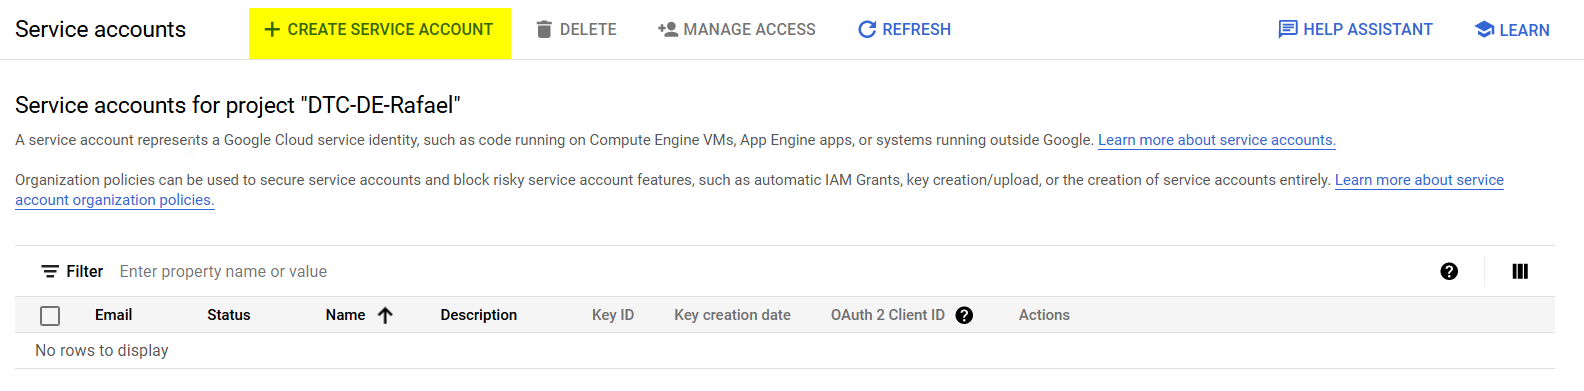 Service accounts
CREATE SERVICE ACCOUNT
DELETE
MANAGE ACCESS
REFRESH
HELP ASSISTANT
LEARN
Service accounts for project "DTC-DE-Rafael"
A service account represents a Google Cloud service identity, such as code running on Compute Engine VMs, App Engine apps, or systems running outside Google. Learn more about service accounts.
Organization policies can be used to secure service accounts and block risky service account features, such as automatic IAM Grants, key creation/upload, or the creation of service accounts entirely. Learn more about service
account organization policies.
Filter Enter property name or value
Email Status Name Description Key ID Key creation date OAuth 2 Client ID Actions
No rows to display